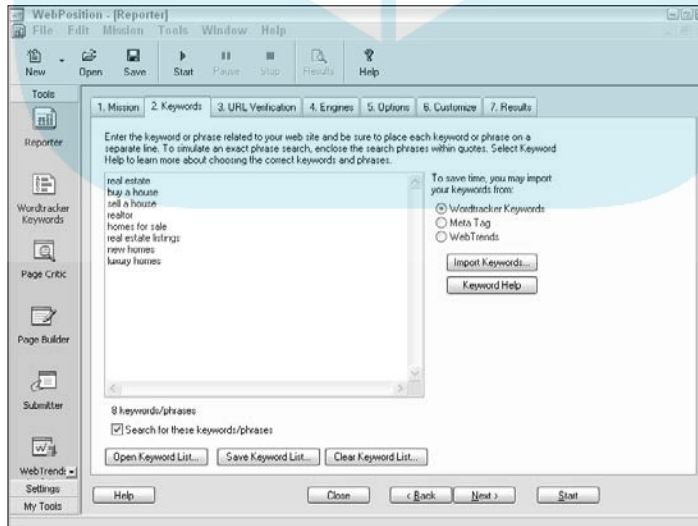 WebPosition - [Reporter]
File Edit Mission Tools Window Help
New Open Save Start Pause Stop Results Help
Tools
Reporter
Wordtracker
Keywords
Page Critic
Page Builder
Submitter
WebTrends
Settings
My Tools
1. Mission 2. Keywords 3. URL Verification 4. Engines 5. Options 6. Customize 7. Results
Enter the keyword or phrase related to your web site and be sure to place each keyword or phrase on a
separate line. To simulate an exact phrase search, enclose the search phrases within quotes. Select Keyword
Help to learn more about choosing the correct keywords and phrases.
real estate
buy a house
sell a house
realtor
homes for sale
real estate listings
new homes
luxury homes
To save time, you may import
your keywords from:
Wordtracker Keywords
Meta Tag
WebTrends
Import Keywords...
Keyword Help
8 keywords/phrases
Search for these keywords/phrases
Open Keyword List... Save Keyword List... Clear Keyword List...
Help Close < Back Next > Start